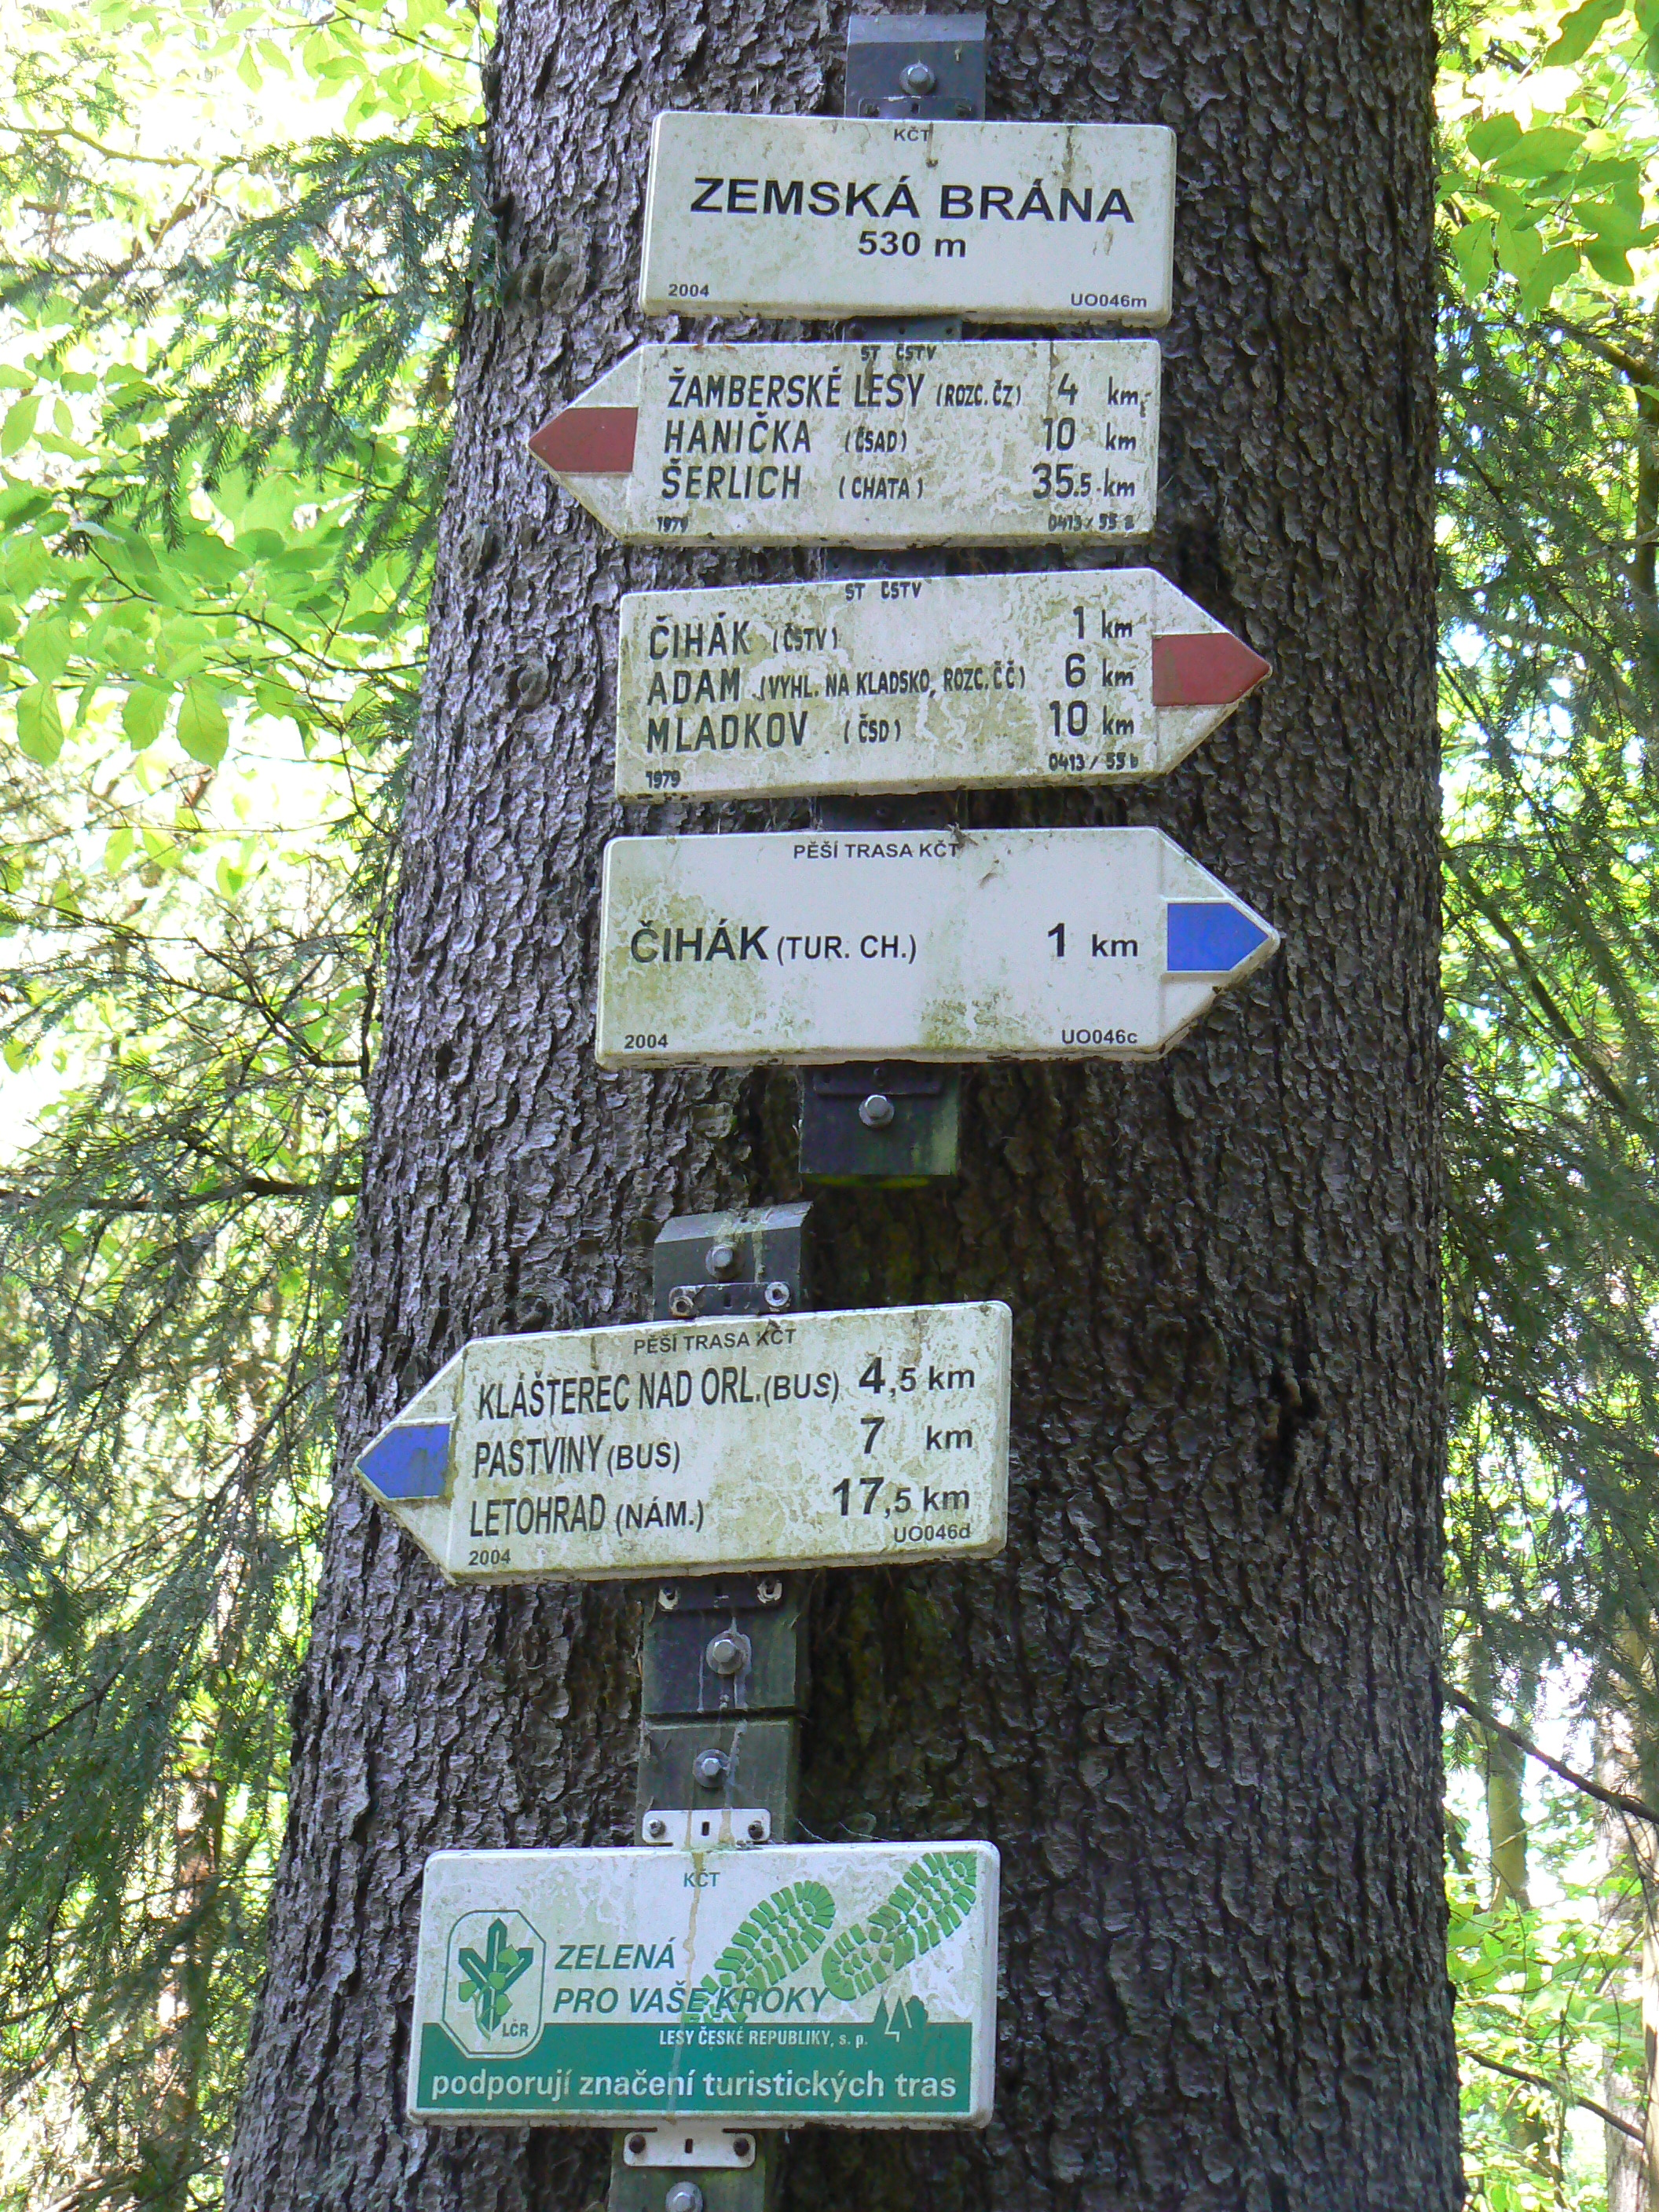 KČT
ZEMSKÁ BRÁNA
530 m
2004 UO046m
ST ČSTV
ŽAMBERSKÉ LESY (ROZC. ČZ) 4 km
HANIČKA (ČSAD) 10 km
ŠERLICH (CHATA) 35.5 km
1979 0413 / 55 a
ST ČSTV
ČIHÁK (ČSTV) 1 km
ADAM (VYHL. NA KLADSKO, ROZC. ČČ) 6 km
MLADKOV (ČSD) 10 km
1979 0413 / 55 b
PĚŠÍ TRASA KČT
ČIHÁK (TUR. CH.) 1 km
2004 UO046c
PĚŠÍ TRASA KČT
KLÁŠTEREC NAD ORL. (BUS) 4,5 km
PASTVINY (BUS) 7 km
LETOHRAD (NÁM.) 17,5 km
2004 UO046d
KČT
ZELENÁ
PRO VAŠE KROKY
LČR
LESY ČESKÉ REPUBLIKY, s. p.
podporují značení turistických tras